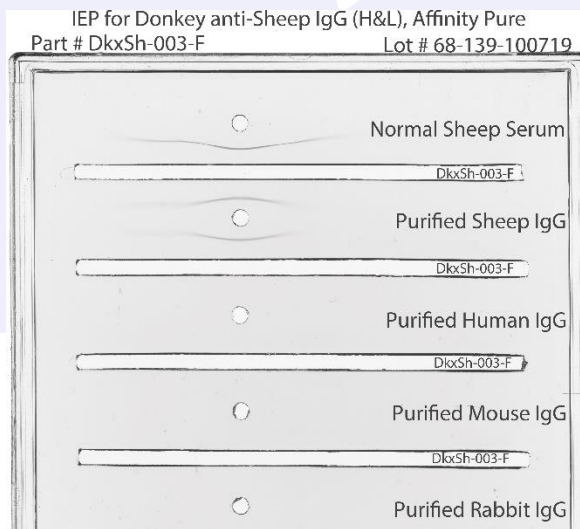 IEP for Donkey anti-Sheep IgG (H&L), Affinity Pure
Part # DkxSh-003-F Lot # 68-139-100719
Normal Sheep Serum
DkxSh-003-F
Purified Sheep IgG
DkxSh-003-F
Purified Human IgG
DkxSh-003-F
Purified Mouse IgG
DkxSh-003-F
Purified Rabbit IgG